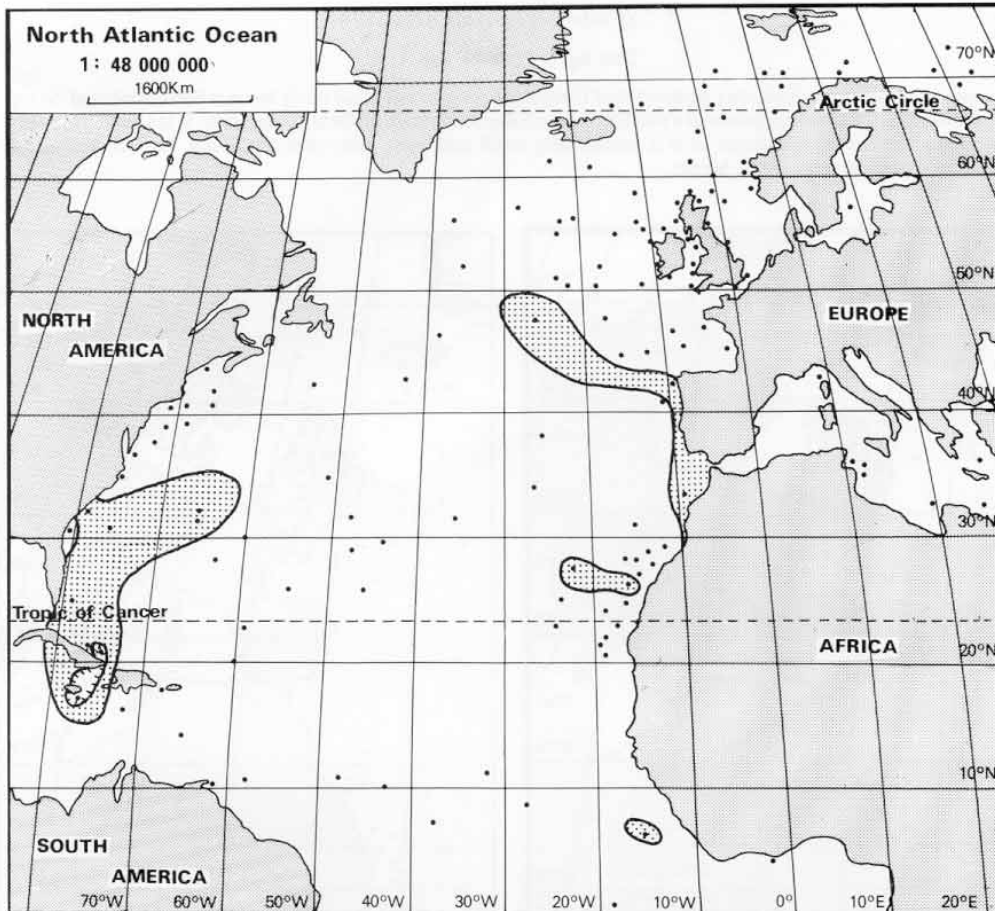 North Atlantic Ocean
1: 48 000 000
1600Km
70°N
Arctic Circle
60°N
50°N
NORTH
AMERICA
EUROPE
40°N
30°N
Tropic of Cancer
AFRICA
20°N
10°N
SOUTH
AMERICA
70°W
60°W
50°W
40°W
30°W
20°W
10°W
0°
10°E
20°E